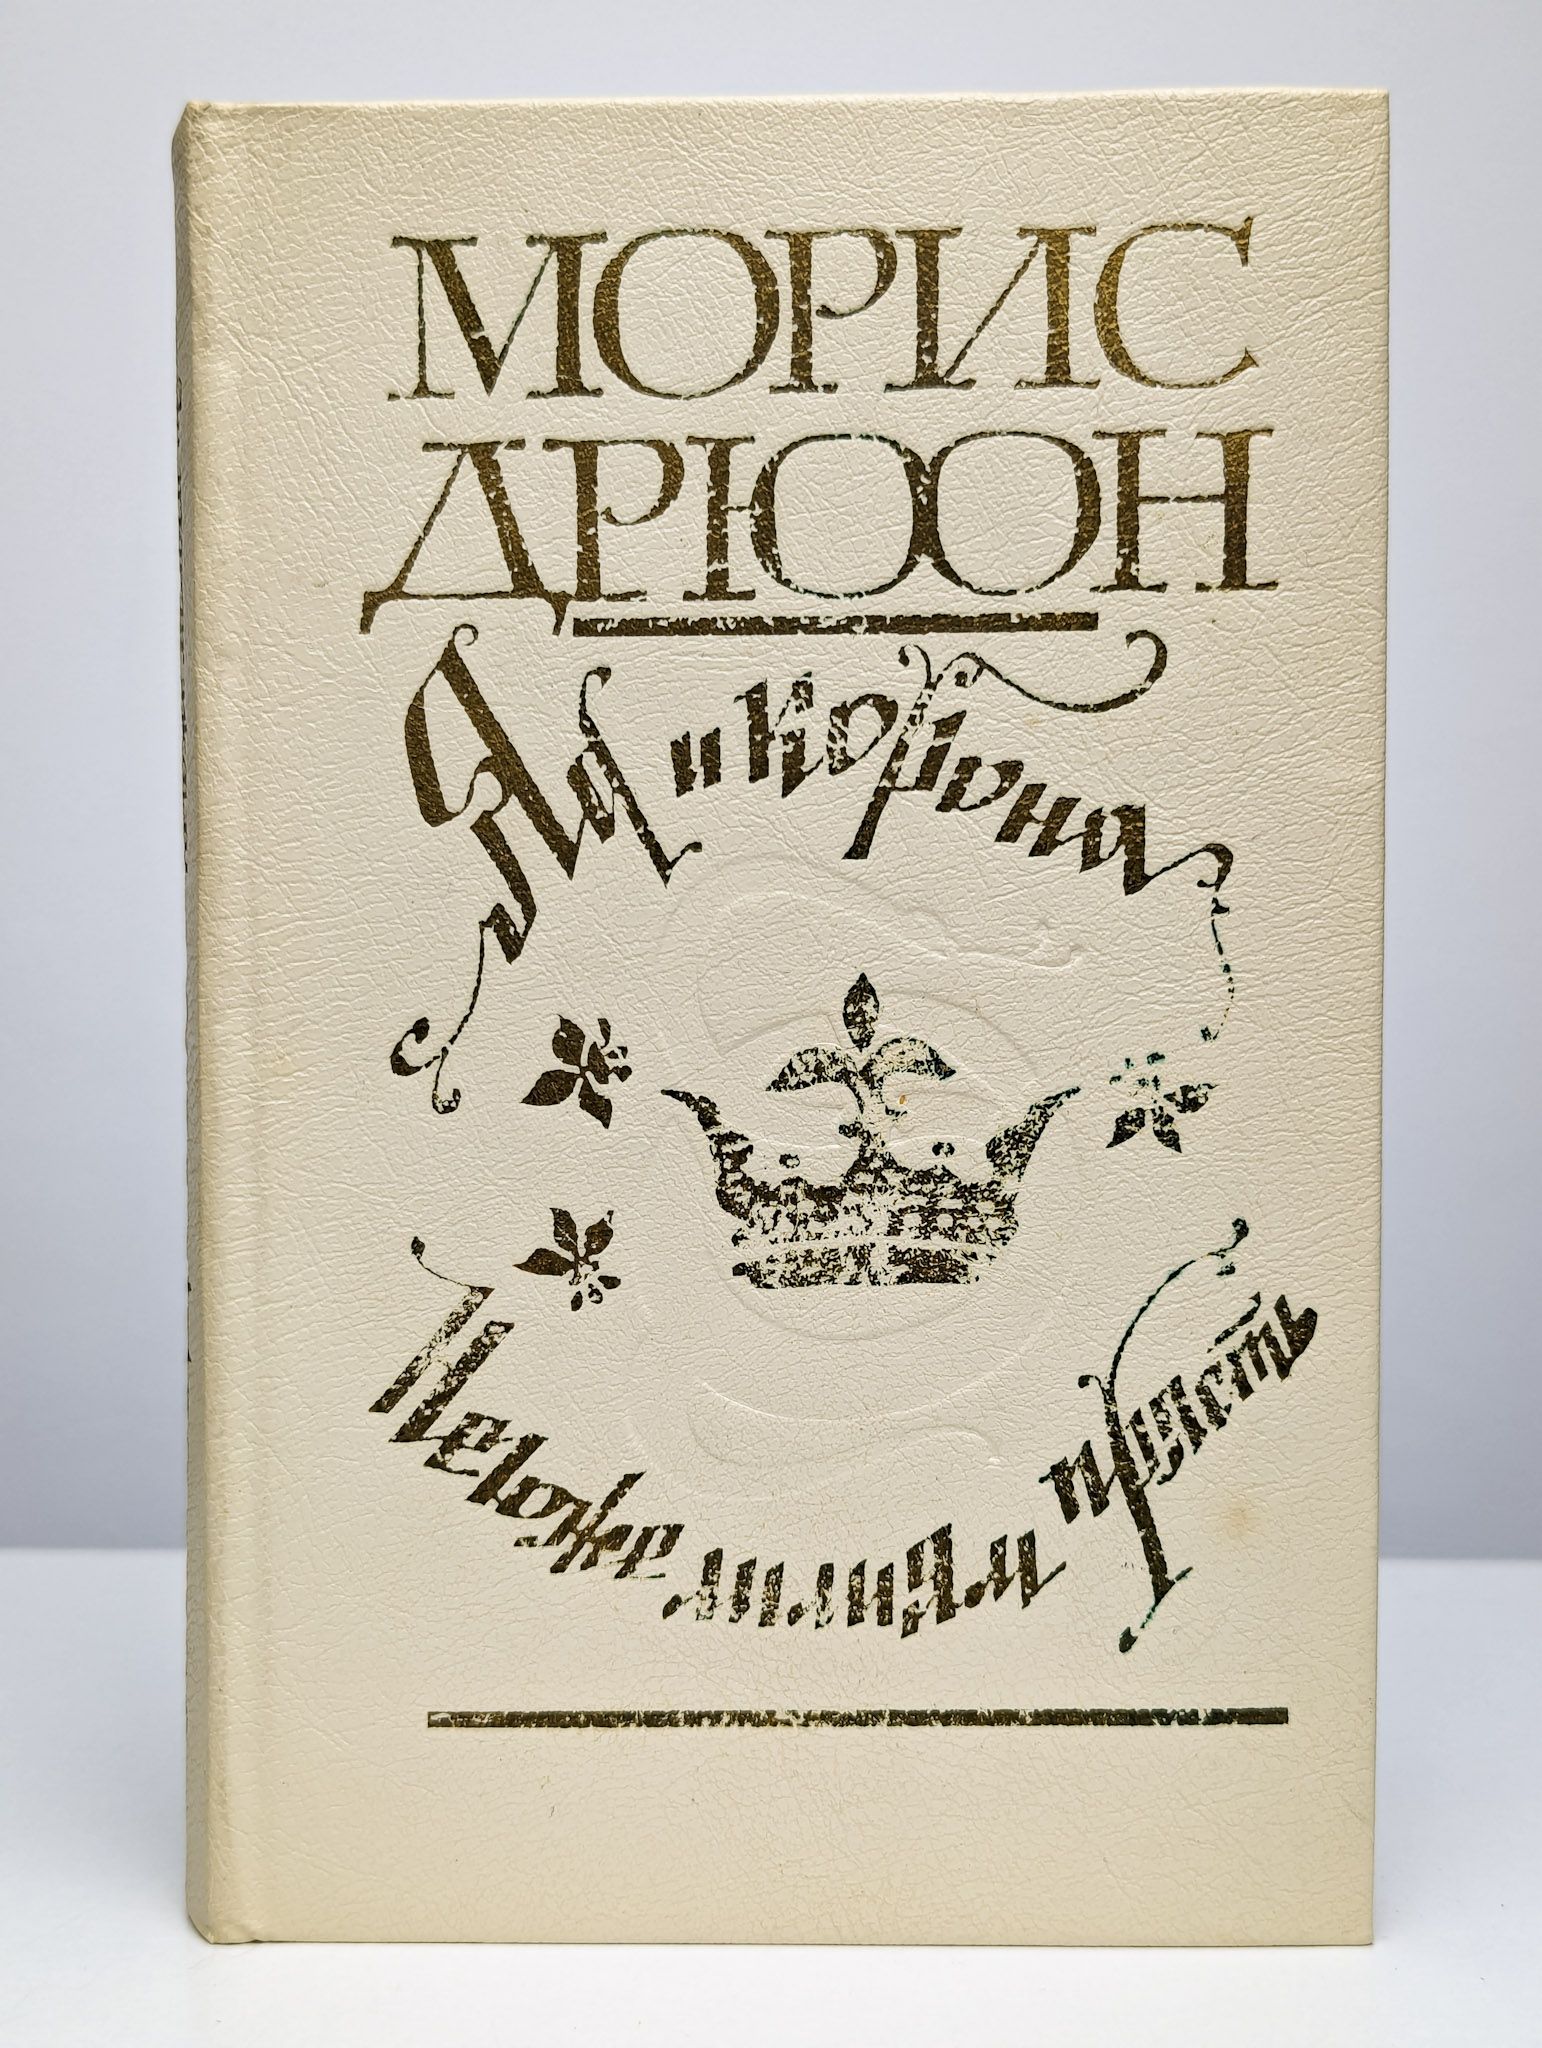 МОРИС
ДРЮОН
Яд и корона
Негоже лилиям прясть